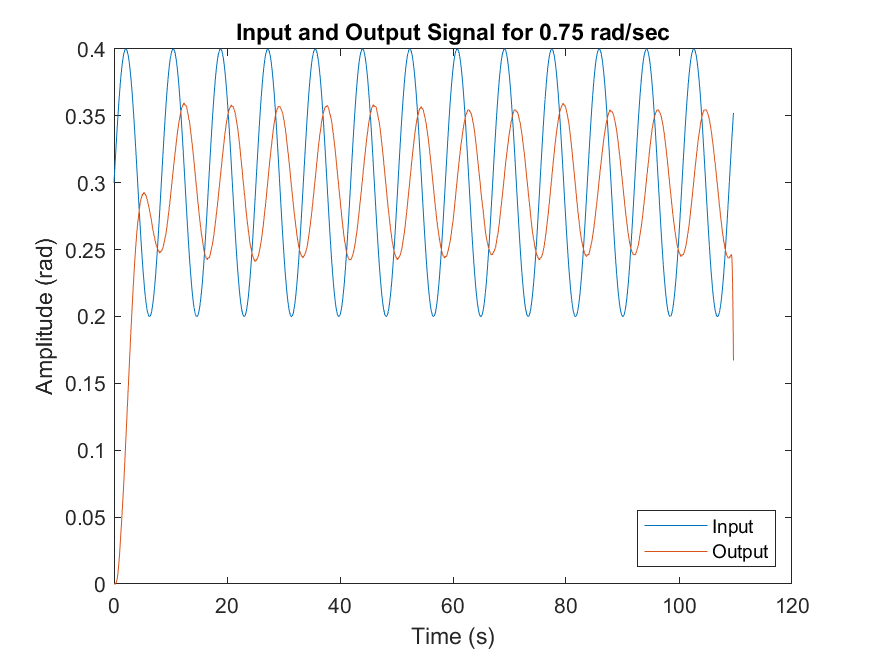 Input and Output Signal for 0.75 rad/sec
0.4
0.35
0.3
0.25
0.2
0.15
0.1
0.05
0
Amplitude (rad)
0 20 40 60 80 100 120
Time (s)
Input
Output